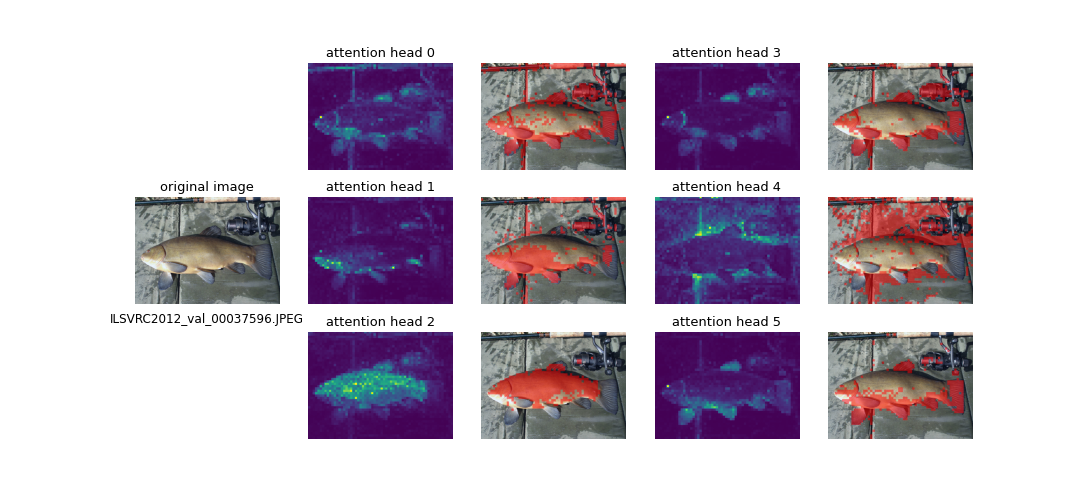 attention head 0
attention head 3
original image
attention head 1
attention head 4
ILSVRC2012_val_00037596.JPEG
attention head 2
attention head 5